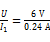 U/I₁ = 6 V/0.24 A